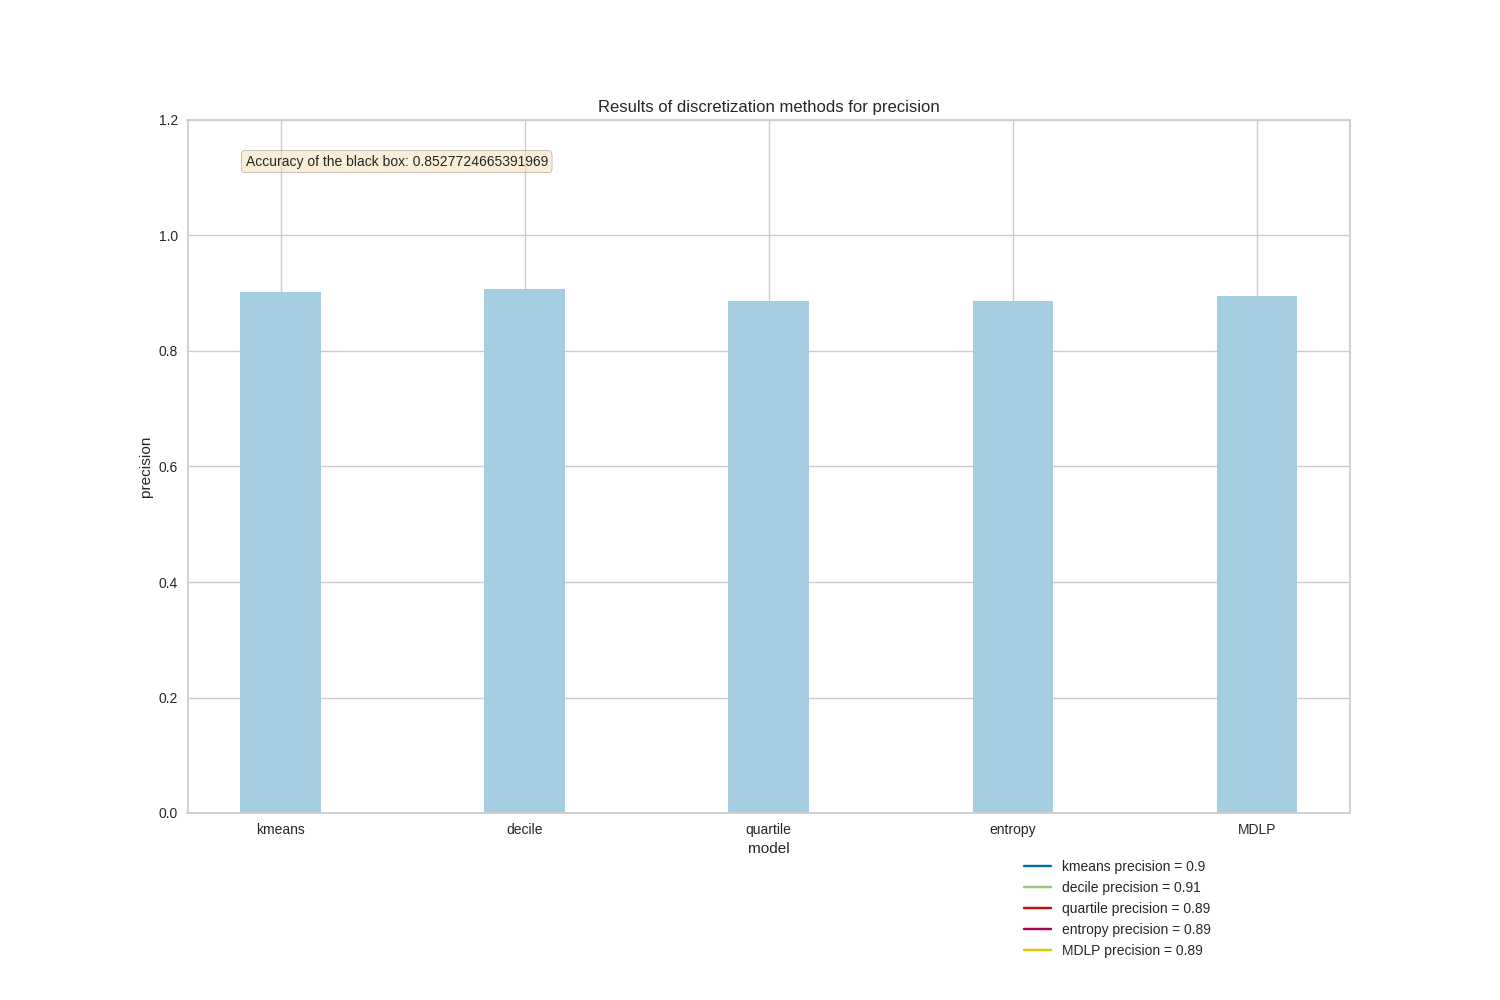 Results of discretization methods for precision
1.2
Accuracy of the black box: 0.8527724665391969
1.0
0.8
0.6
precision
0.4
0.2
0.0
kmeans decile quartile entropy MDLP
model
kmeans precision = 0.9
decile precision = 0.91
quartile precision = 0.89
entropy precision = 0.89
MDLP precision = 0.89